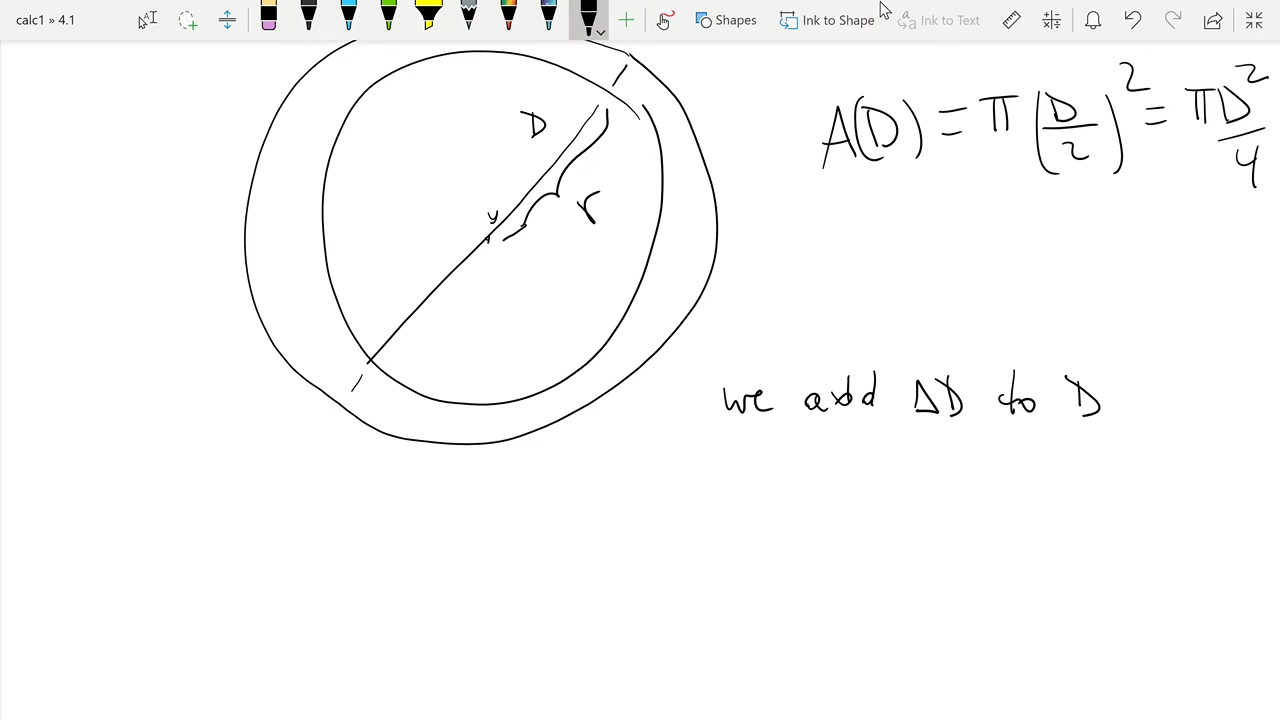 calc1 » 4.1
Shapes
Ink to Shape
Ink to Text
A(D) = π(D/2)² = πD²/4
D
r
we add ΔD to D